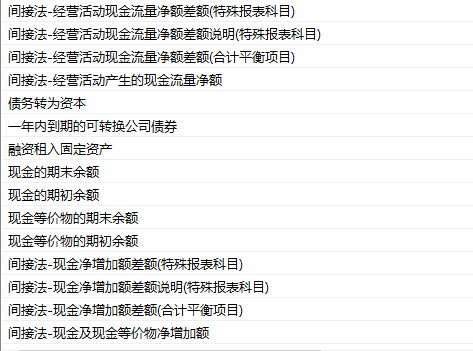 间接法-经营活动现金流量净额差额(特殊报表科目)
间接法-经营活动现金流量净额差额说明(特殊报表科目)
间接法-经营活动现金流量净额差额(合计平衡项目)
间接法-经营活动产生的现金流量净额
债务转为资本
一年内到期的可转换公司债券
融资租入固定资产
现金的期末余额
现金的期初余额
现金等价物的期末余额
现金等价物的期初余额
间接法-现金净增加额差额(特殊报表科目)
间接法-现金净增加额差额说明(特殊报表科目)
间接法-现金净增加额差额(合计平衡项目)
间接法-现金及现金等价物净增加额